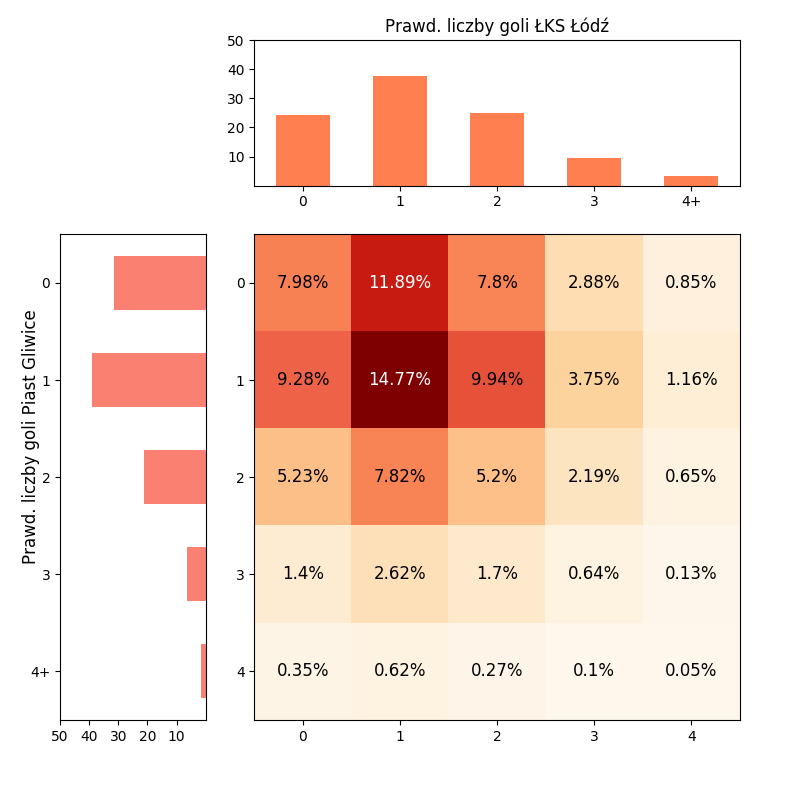 Prawd. liczby goli ŁKS Łódź
50
40
30
20
10
0 1 2 3 4+
Prawd. liczby goli Piast Gliwice
0
1
2
3
4+
50 40 30 20 10
0 7.98% 11.89% 7.8% 2.88% 0.85%
1 9.28% 14.77% 9.94% 3.75% 1.16%
2 5.23% 7.82% 5.2% 2.19% 0.65%
3 1.4% 2.62% 1.7% 0.64% 0.13%
4 0.35% 0.62% 0.27% 0.1% 0.05%
0 1 2 3 4